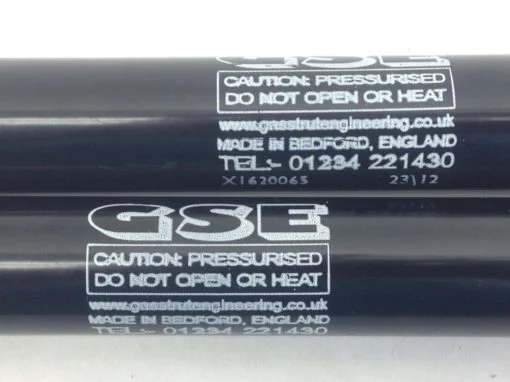 GSE
CAUTION: PRESSURISED
DO NOT OPEN OR HEAT
www.gasstrutengineering.co.uk
MADE IN BEDFORD, ENGLAND
TEL:- 01234 221430
X1620065 23/12
GSE
CAUTION: PRESSURISED
DO NOT OPEN OR HEAT
www.gasstrutengineering.co.uk
MADE IN BEDFORD, ENGLAND
TEL:- 01234 221430